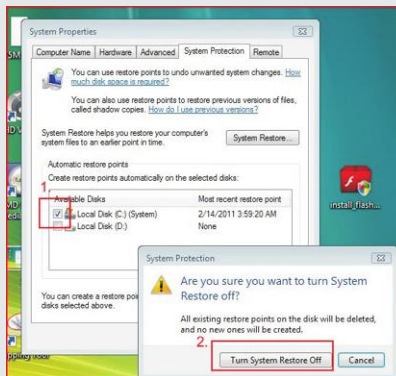 System Properties
Computer Name Hardware Advanced System Protection Remote
You can use restore points to undo unwanted system changes. How
much disk space is required?
You can also use restore points to restore previous versions of files,
called shadow copies. How do I use previous versions?
System Restore helps you restore your computer's
system files to an earlier point in time.
System Restore...
Automatic restore points
Create restore points automatically on the selected disks:
1.
Available Disks Most recent restore point
Local Disk (C:) (System) 2/14/2011 3:59:20 AM
Local Disk (D:) None
You can create a restore poi
disks selected above.
System Protection
Are you sure you want to turn System
Restore off?
All existing restore points on the disk will be deleted,
and no new ones will be created.
2.
Turn System Restore Off Cancel
install_flash...